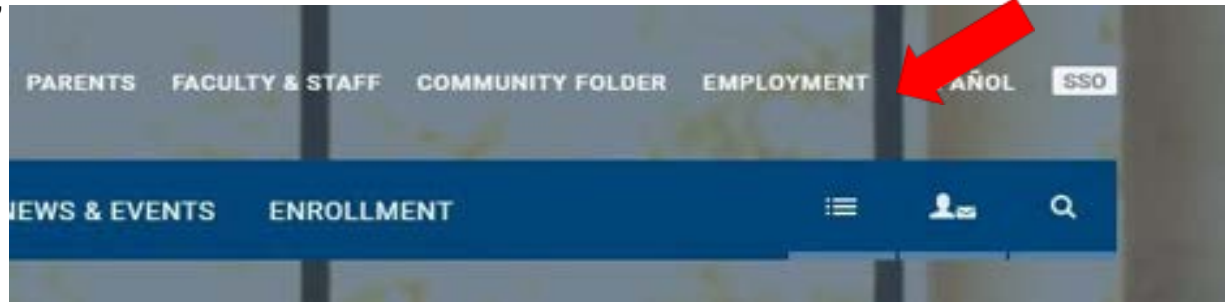 PARENTS FACULTY & STAFF COMMUNITY FOLDER EMPLOYMENT AÑOL SSO
EWS & EVENTS ENROLLMENT